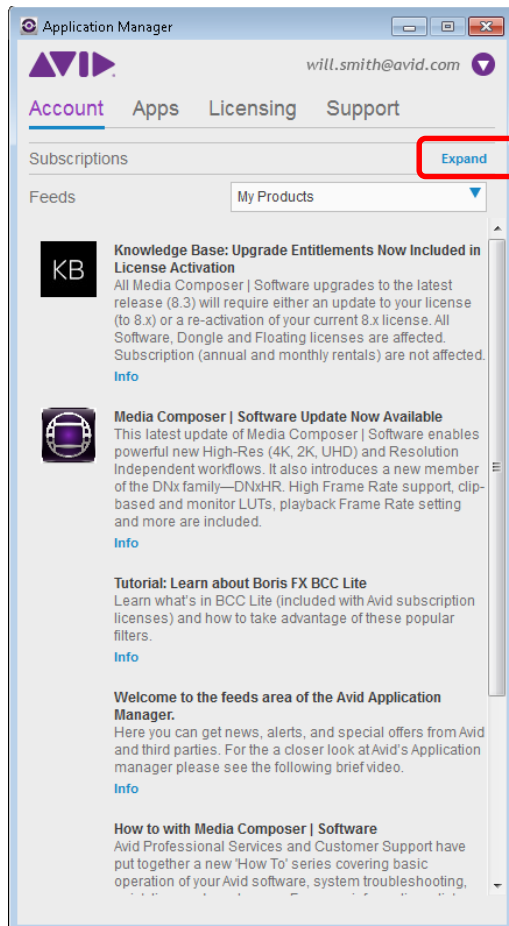 Application Manager
AVID
will.smith@avid.com
Account Apps Licensing Support
Subscriptions Expand
Feeds My Products
KB
Knowledge Base: Upgrade Entitlements Now Included in
License Activation
All Media Composer | Software upgrades to the latest
release (8.3) will require either an update to your license
(to 8.x) or a re-activation of your current 8.x license. All
Software, Dongle and Floating licenses are affected.
Subscription (annual and monthly rentals) are not affected.
Info
Media Composer | Software Update Now Available
This latest update of Media Composer | Software enables
powerful new High-Res (4K, 2K, UHD) and Resolution
Independent workflows. It also introduces a new member
of the DNx family—DNxHR. High Frame Rate support, clip-
based and monitor LUTs, playback Frame Rate setting
and more are included.
Info
Tutorial: Learn about Boris FX BCC Lite
Learn what's in BCC Lite (included with Avid subscription
licenses) and how to take advantage of these popular
filters.
Info
Welcome to the feeds area of the Avid Application
Manager.
Here you can get news, alerts, and special offers from Avid
and third parties. For the a closer look at Avid's Application
manager please see the following brief video.
Info
How to with Media Composer | Software
Avid Professional Services and Customer Support have
put together a new 'How To' series covering basic
operation of your Avid software, system troubleshooting,